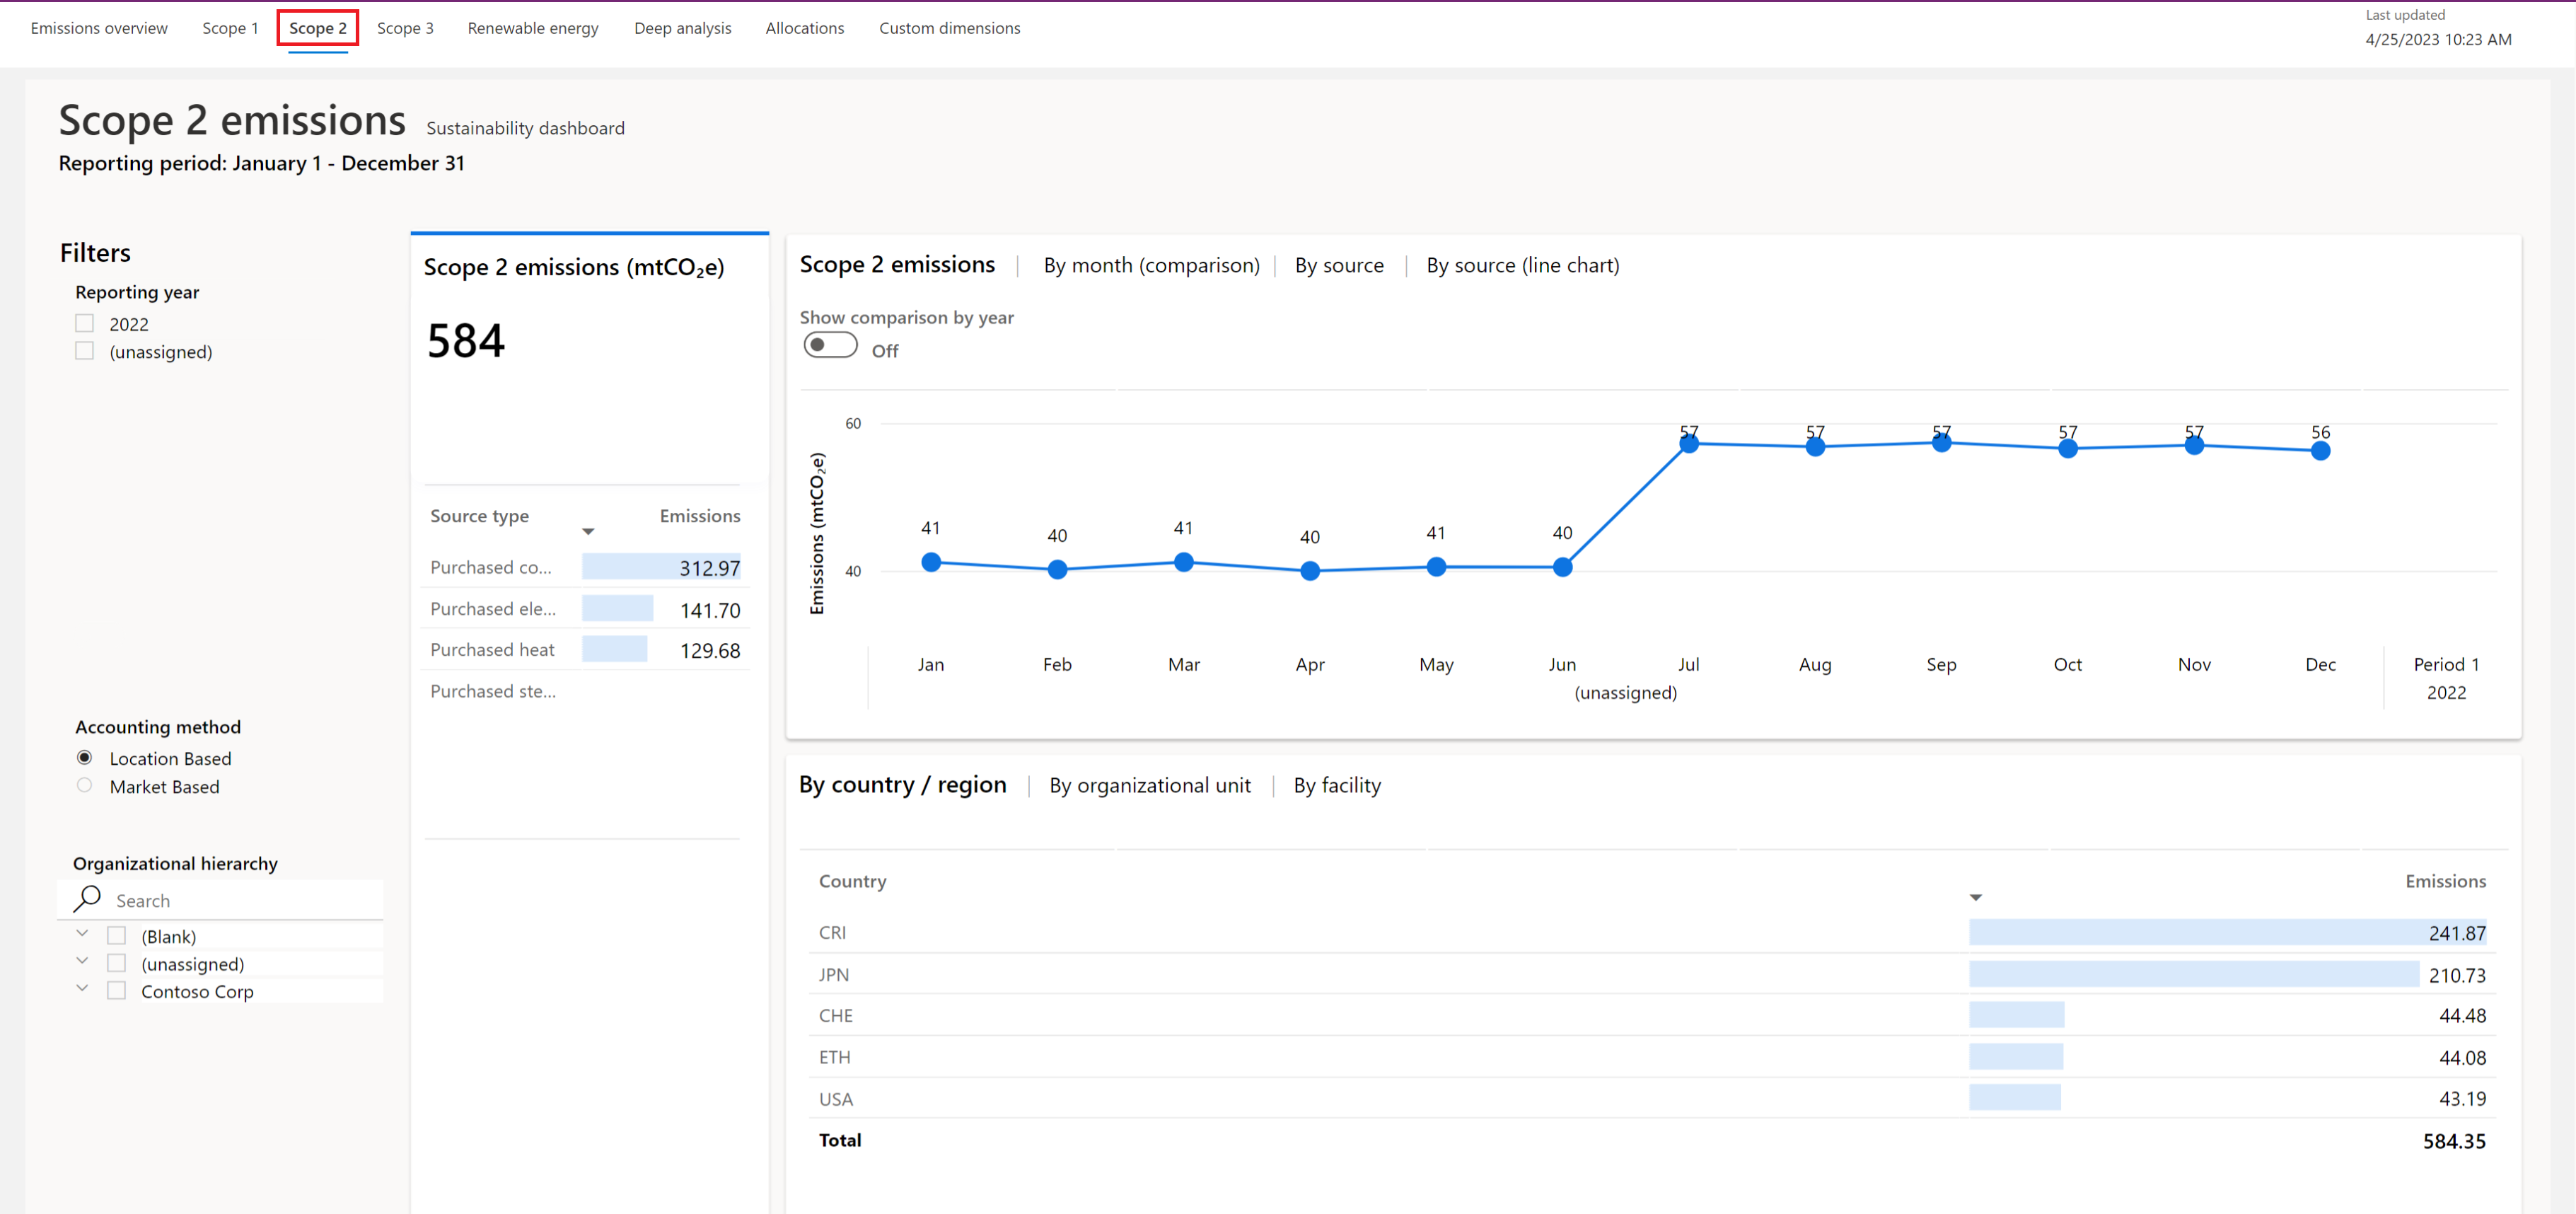 Emissions overview Scope 1 Scope 2 Scope 3 Renewable energy Deep analysis Allocations Custom dimensions
Last updated
4/25/2023 10:23 AM
Scope 2 emissions Sustainability dashboard
Reporting period: January 1 - December 31
Filters
Reporting year
2022
(unassigned)
Accounting method
Location Based
Market Based
Organizational hierarchy
Search
(Blank)
(unassigned)
Contoso Corp
Scope 2 emissions (mtCO₂e)
584
Source type Emissions
Purchased co... 312.97
Purchased ele... 141.70
Purchased heat 129.68
Purchased ste...
Scope 2 emissions | By month (comparison) | By source | By source (line chart)
Show comparison by year
Off
Emissions (mtCO₂e)
60
40
41 40 41 40 41 40 57 57 57 57 57 56
Jan Feb Mar Apr May Jun Jul Aug Sep Oct Nov Dec Period 1
(unassigned) 2022
By country / region | By organizational unit | By facility
Country Emissions
CRI 241.87
JPN 210.73
CHE 44.48
ETH 44.08
USA 43.19
Total 584.35